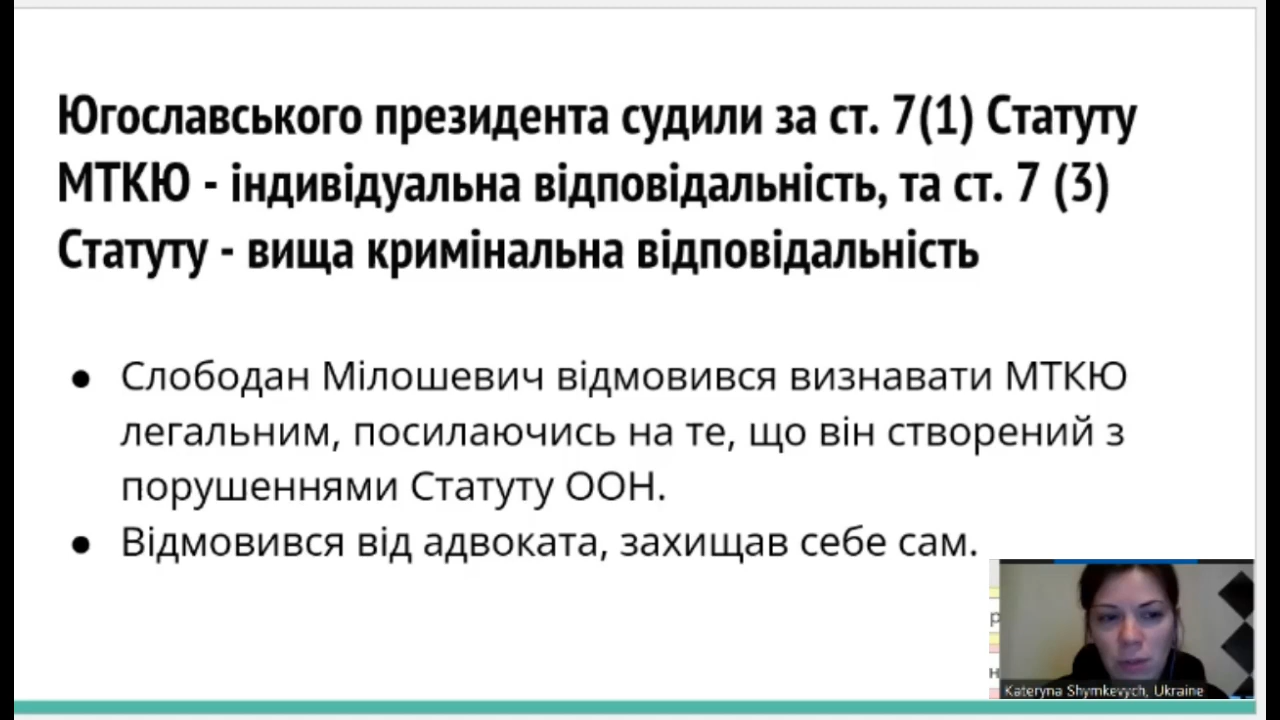 Югославського президента судили за ст. 7(1) Статуту
МТКЮ - індивідуальна відповідальність, та ст. 7 (3)
Статуту - вища кримінальна відповідальність
● Слободан Мілошевич відмовився визнавати МТКЮ
легальним, посилаючись на те, що він створений з
порушеннями Статуту ООН.
● Відмовився від адвоката, захищав себе сам.
Kateryna Shymkevych, Ukraine